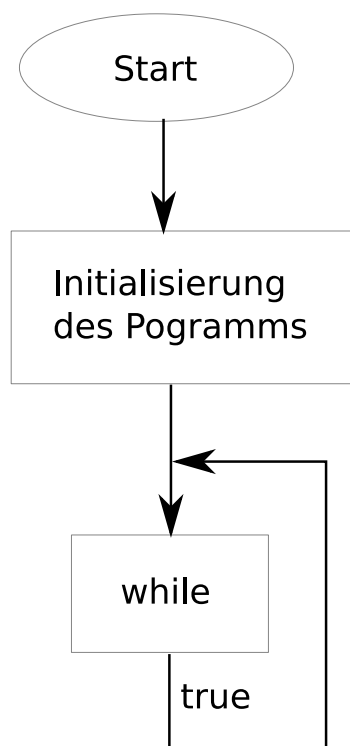 Start
Initialisierung
des Pogramms
while
true